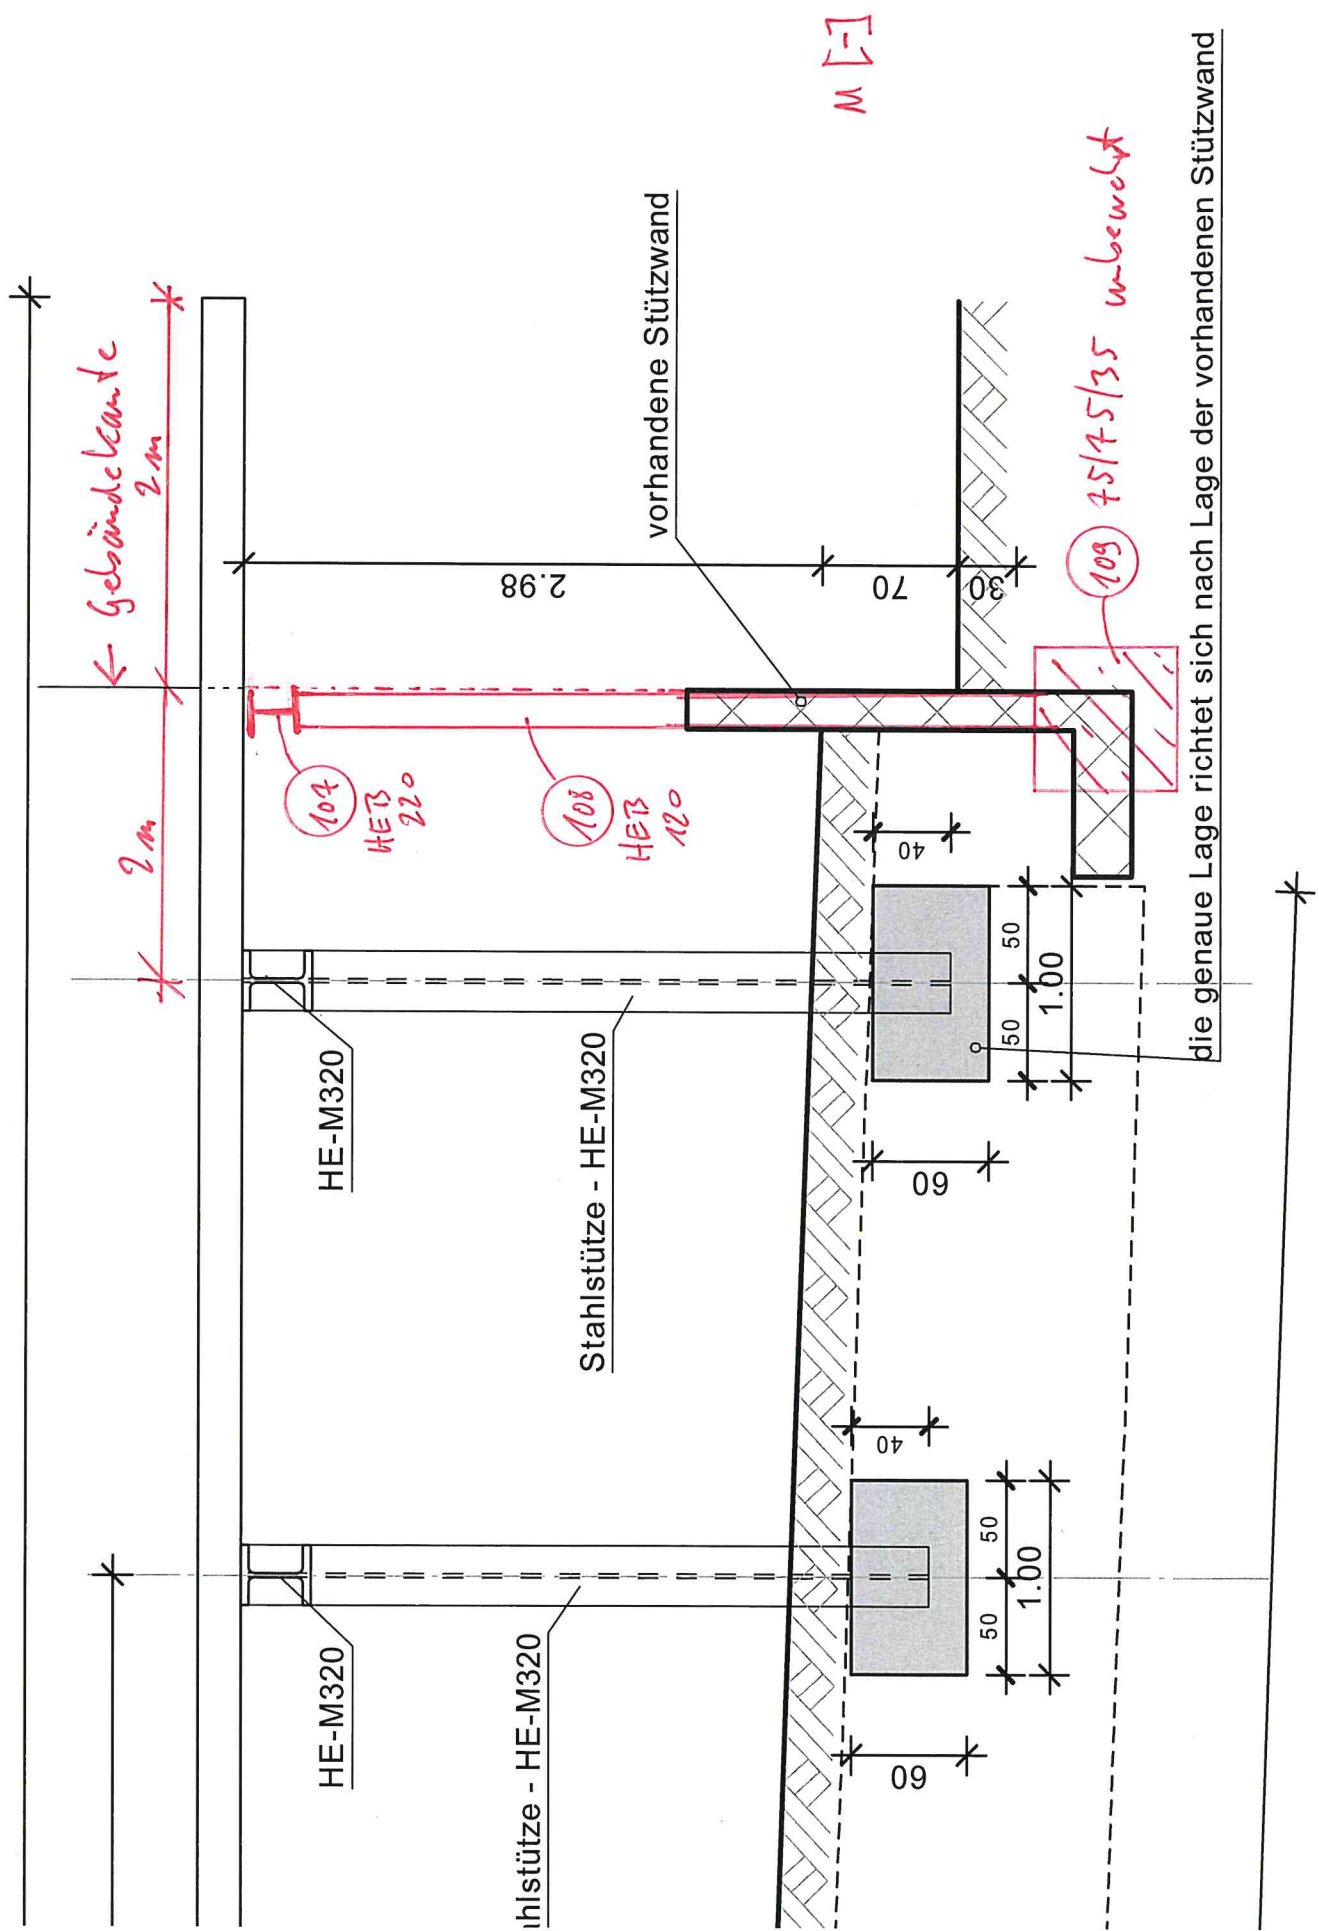 ← Gebäudekante
2m
2m
107
HEB
220
108
HEB
120
M [-]
2.98
70
30
vorhandene Stützwand
109
75/75/35 unbewehrt
HE-M320
Stahlstütze - HE-M320
40
60
50
50
1.00
die genaue Lage richtet sich nach Lage der vorhandenen Stützwand
HE-M320
ahlstütze - HE-M320
40
60
50
50
1.00